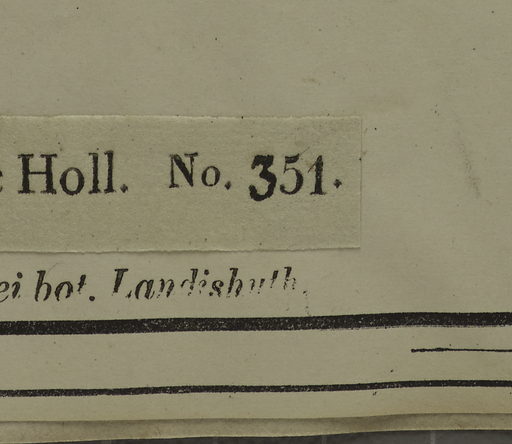 Holl. No. 351.
ei bot. Landishuth.